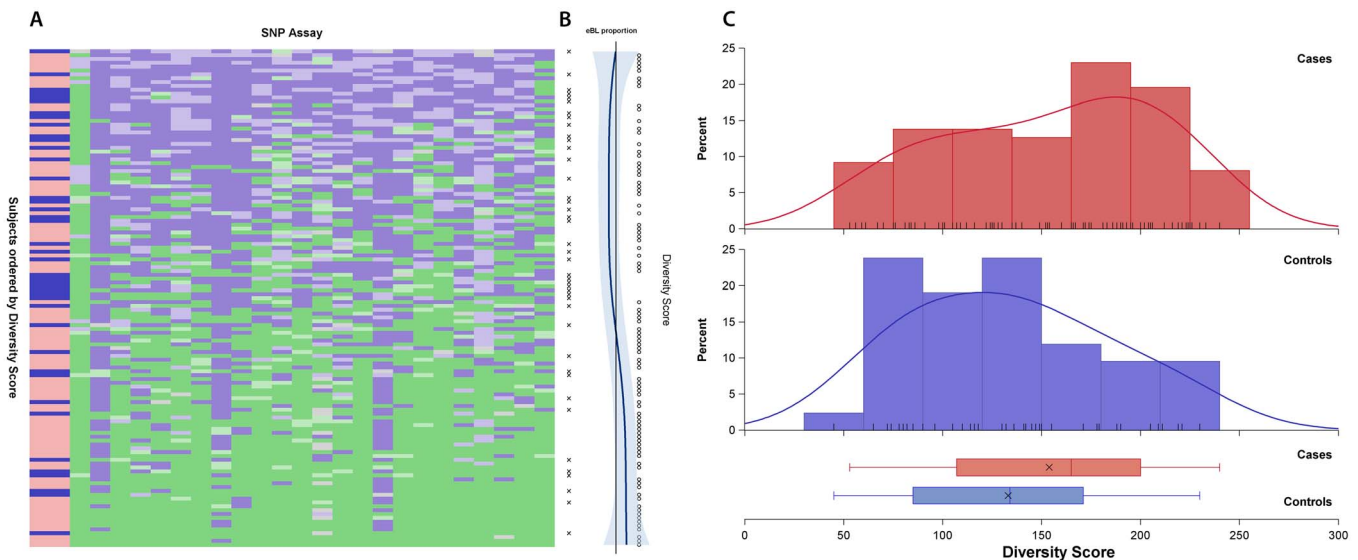 A
SNP Assay
Subjects ordered by Diversity Score
B
eBL proportion
Diversity Score
C
25
20
15
10
5
0
Percent
Cases
25
20
15
10
5
0
Percent
Controls
Cases
Controls
0 50 100 150 200 250 300
Diversity Score